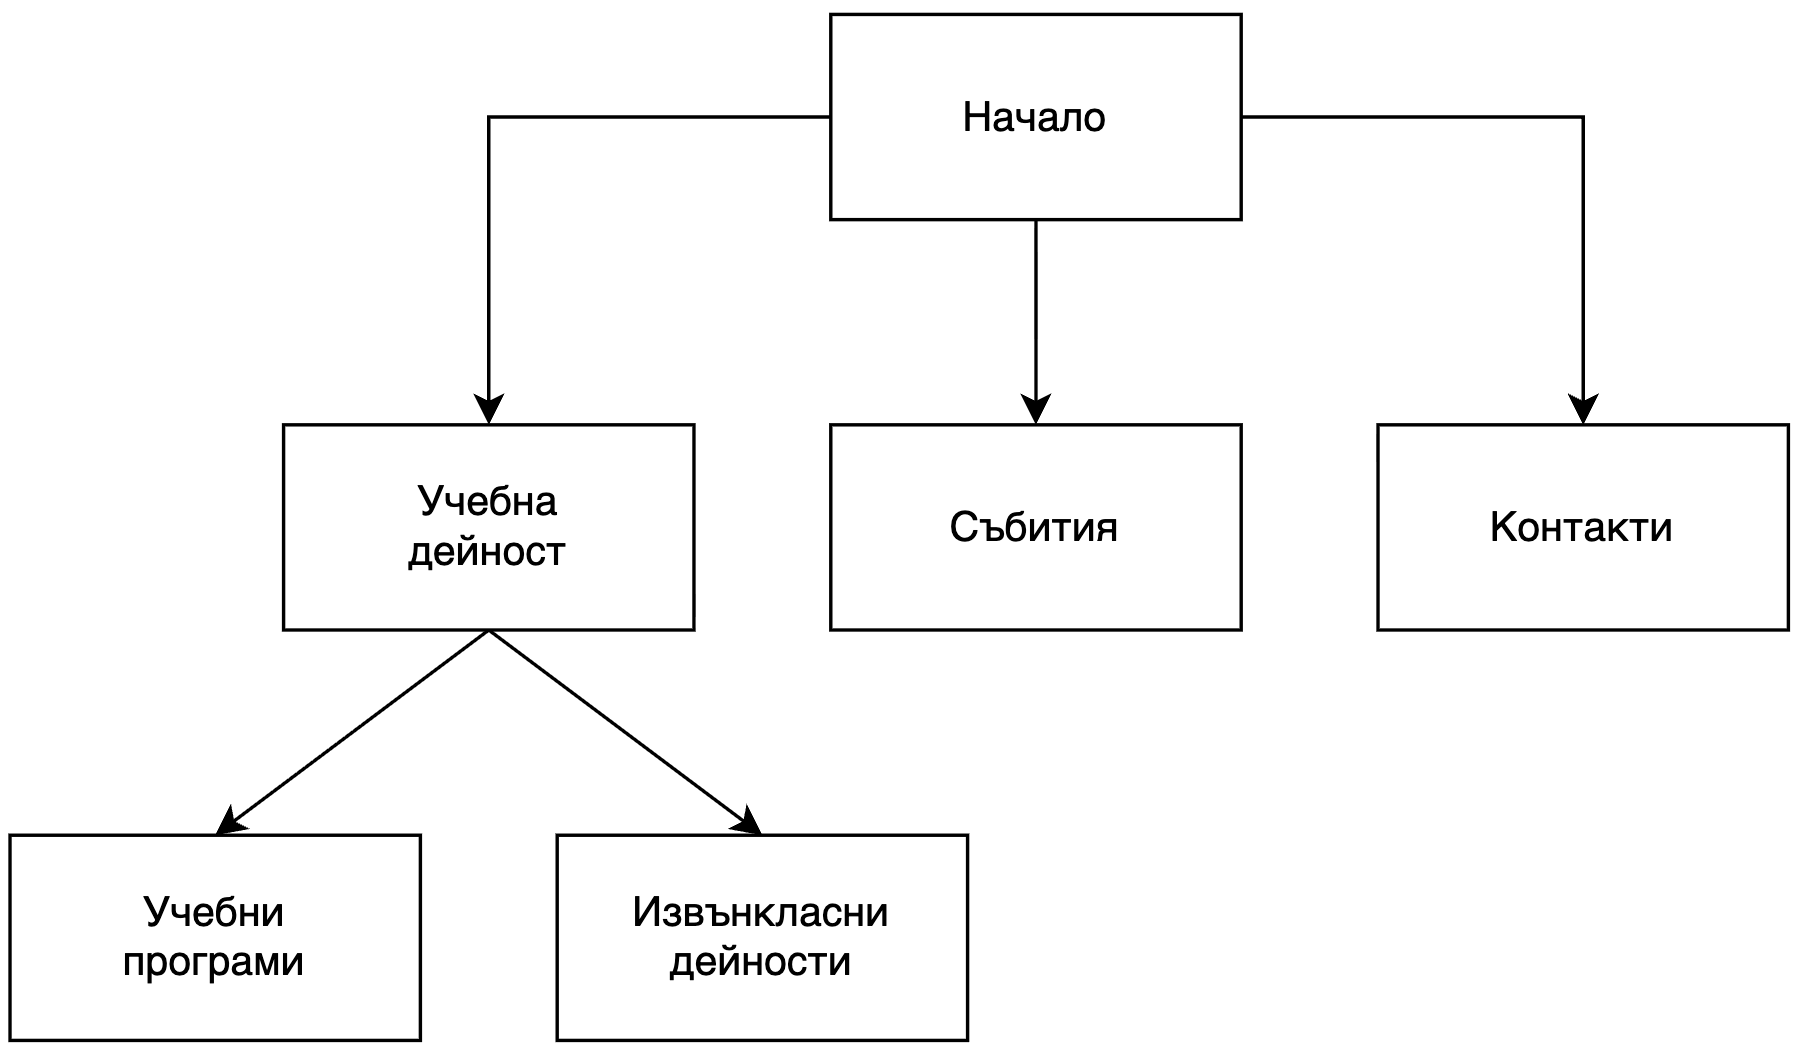 Начало
Учебна
дейност
Събития
Контакти
Учебни
програми
Извънкласни
дейности